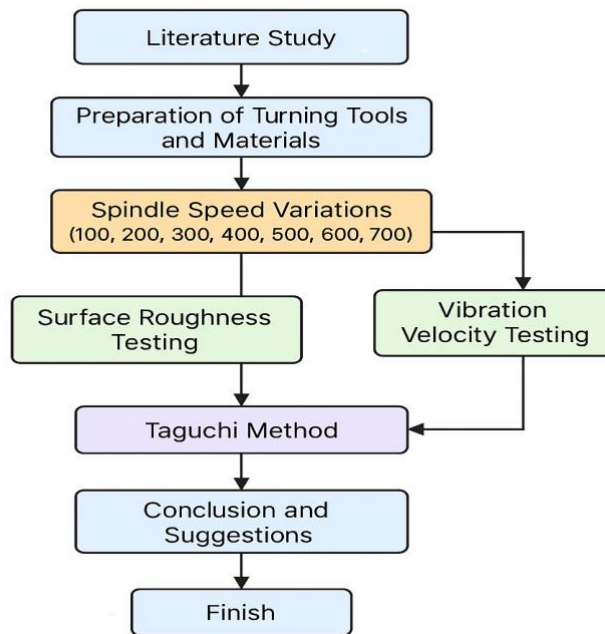 Literature Study
Preparation of Turning Tools
and Materials
Spindle Speed Variations
(100, 200, 300, 400, 500, 600, 700)
Surface Roughness
Testing
Vibration
Velocity Testing
Taguchi Method
Conclusion and
Suggestions
Finish